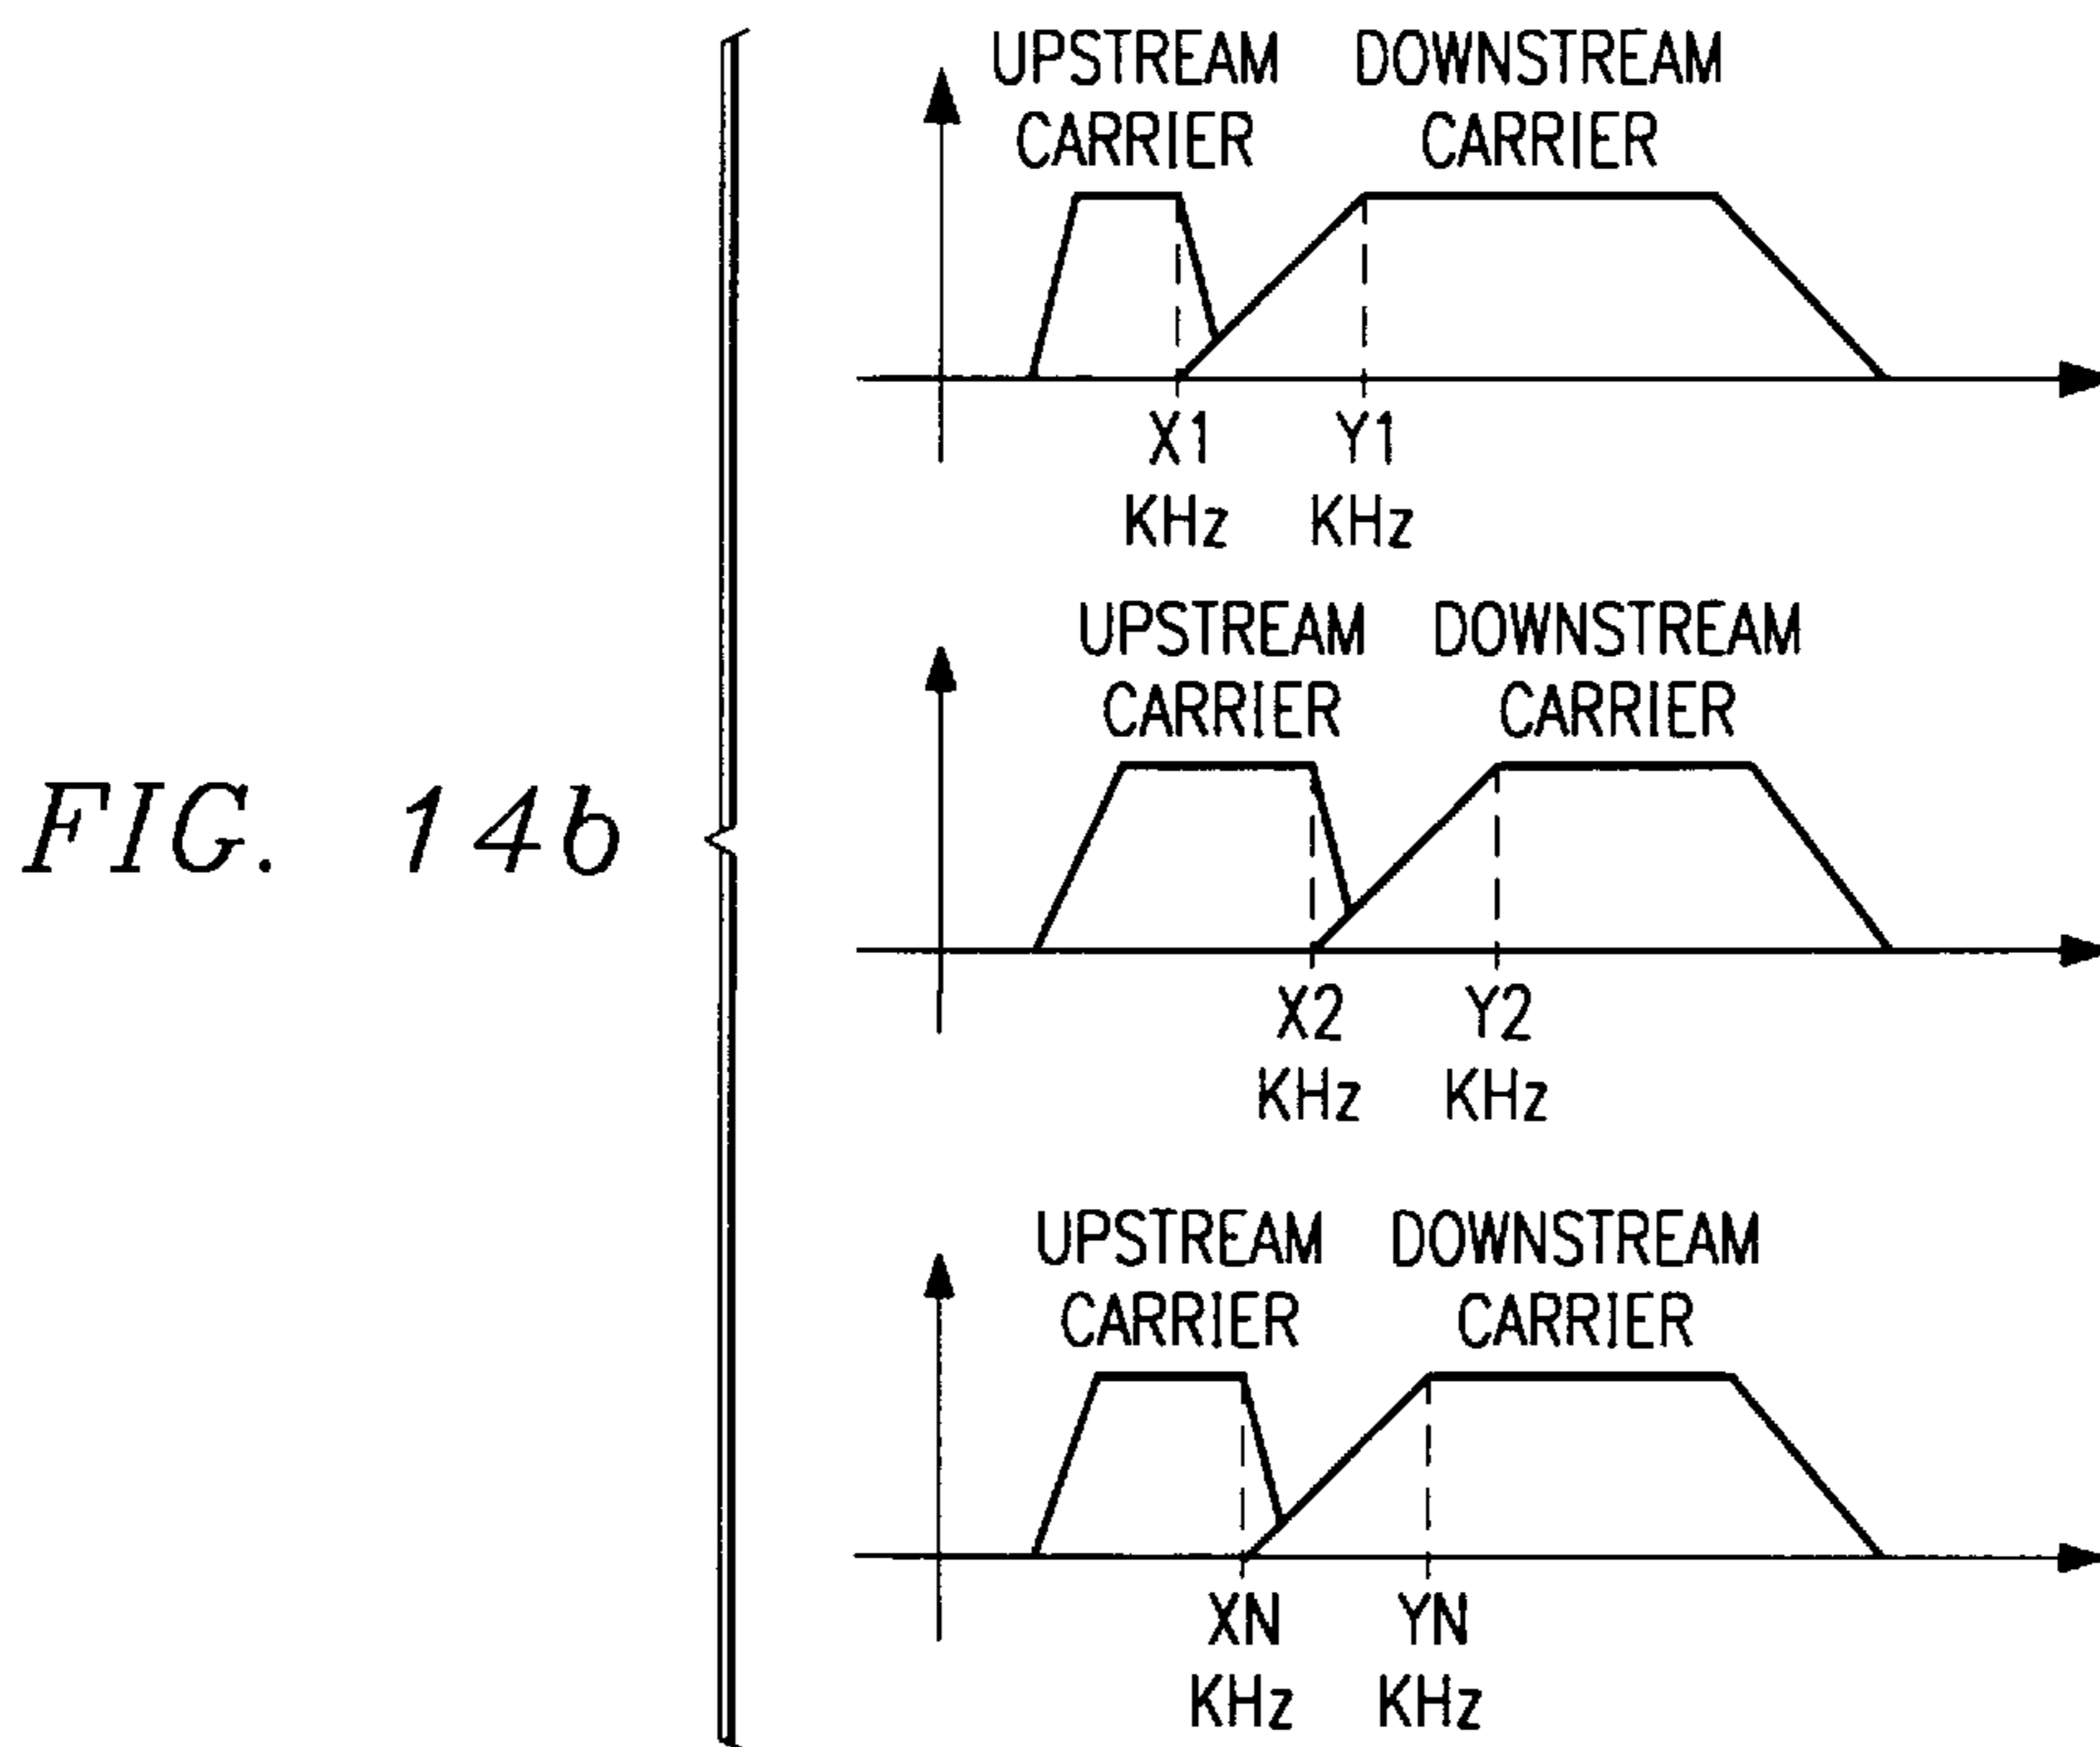 FIG. 14b
UPSTREAM DOWNSTREAM
CARRIER CARRIER
X1 Y1
KHz KHz
UPSTREAM DOWNSTREAM
CARRIER CARRIER
X2 Y2
KHz KHz
UPSTREAM DOWNSTREAM
CARRIER CARRIER
XN YN
KHz KHz